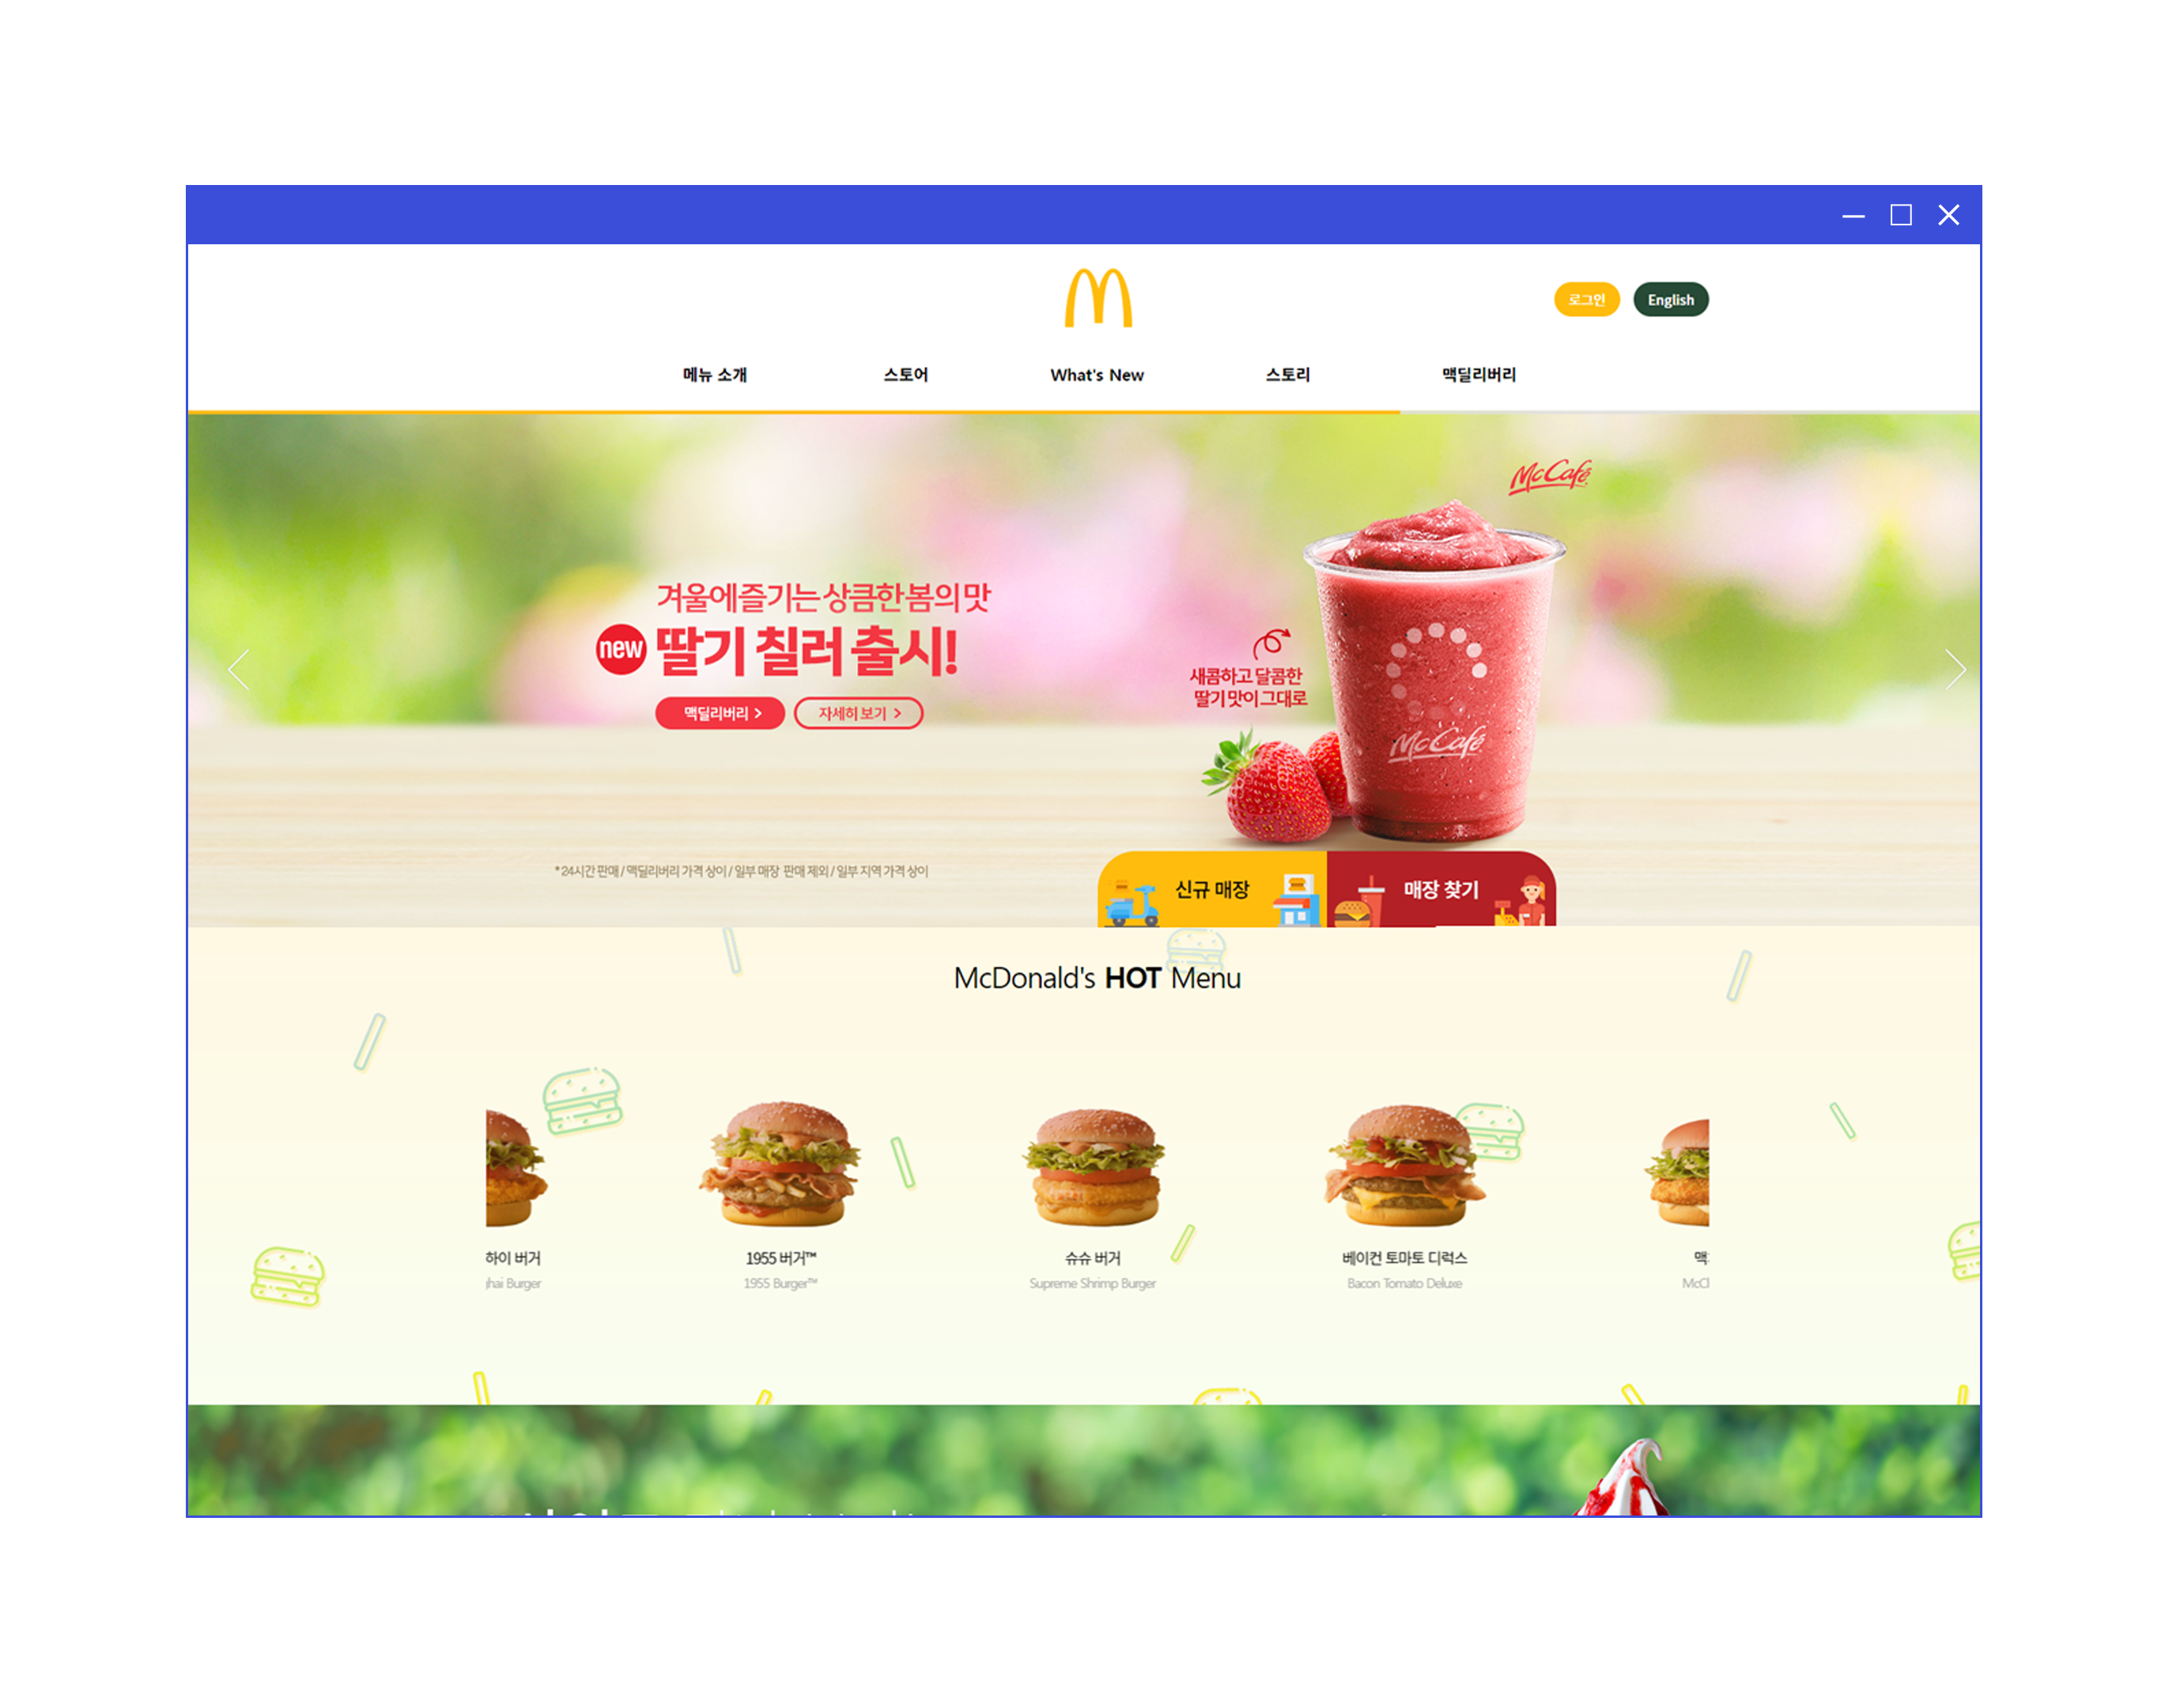 로그인 English
메뉴 소개 스토어 What's New 스토리 맥딜리버리
McCafé
겨울에 즐기는 상큼한 봄의 맛
new 딸기 칠러 출시!
맥딜리버리 > 자세히 보기 >
새콤하고 달콤한
딸기 맛이 그대로
McCafé
*24시간 판매 / 맥딜리버리 가격 상이 / 일부 매장 판매 제외 / 일부 지역 가격 상이
신규 매장 매장 찾기
McDonald's HOT Menu
하이 버거 1955 버거™ 슈슈 버거 베이컨 토마토 디럭스 맥
hai Burger 1955 Burger™ Supreme Shrimp Burger Bacon Tomato Deluxe